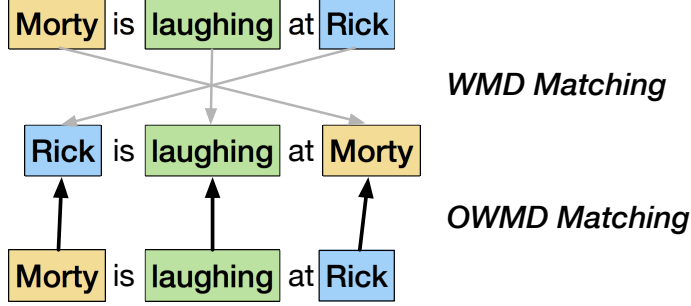 Morty is laughing at Rick
WMD Matching
Rick is laughing at Morty
OWMD Matching
Morty is laughing at Rick